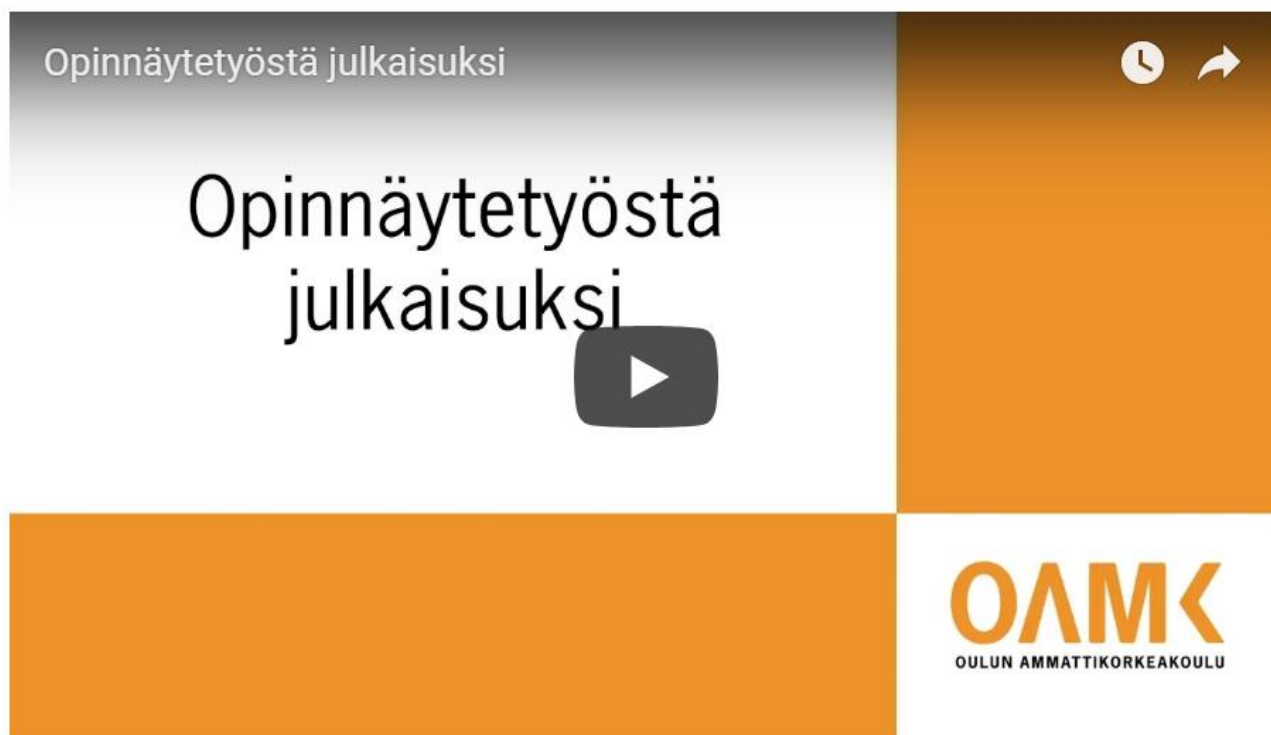 Opinnäytetyöstä julkaisuksi
Opinnäytetyöstä
julkaisuksi
OAMK
OULUN AMMATTIKORKEAKOULU